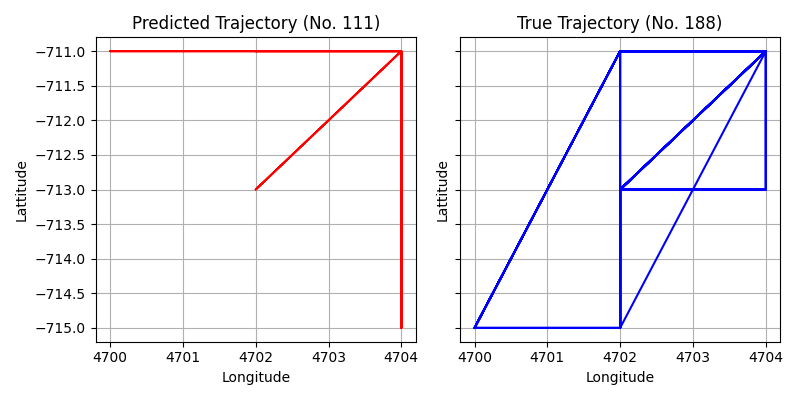 Predicted Trajectory (No. 111)
True Trajectory (No. 188)
Lattitude
−711.0
−711.5
−712.0
−712.5
−713.0
−713.5
−714.0
−714.5
−715.0
4700 4701 4702 4703 4704
Longitude
Lattitude
4700 4701 4702 4703 4704
Longitude